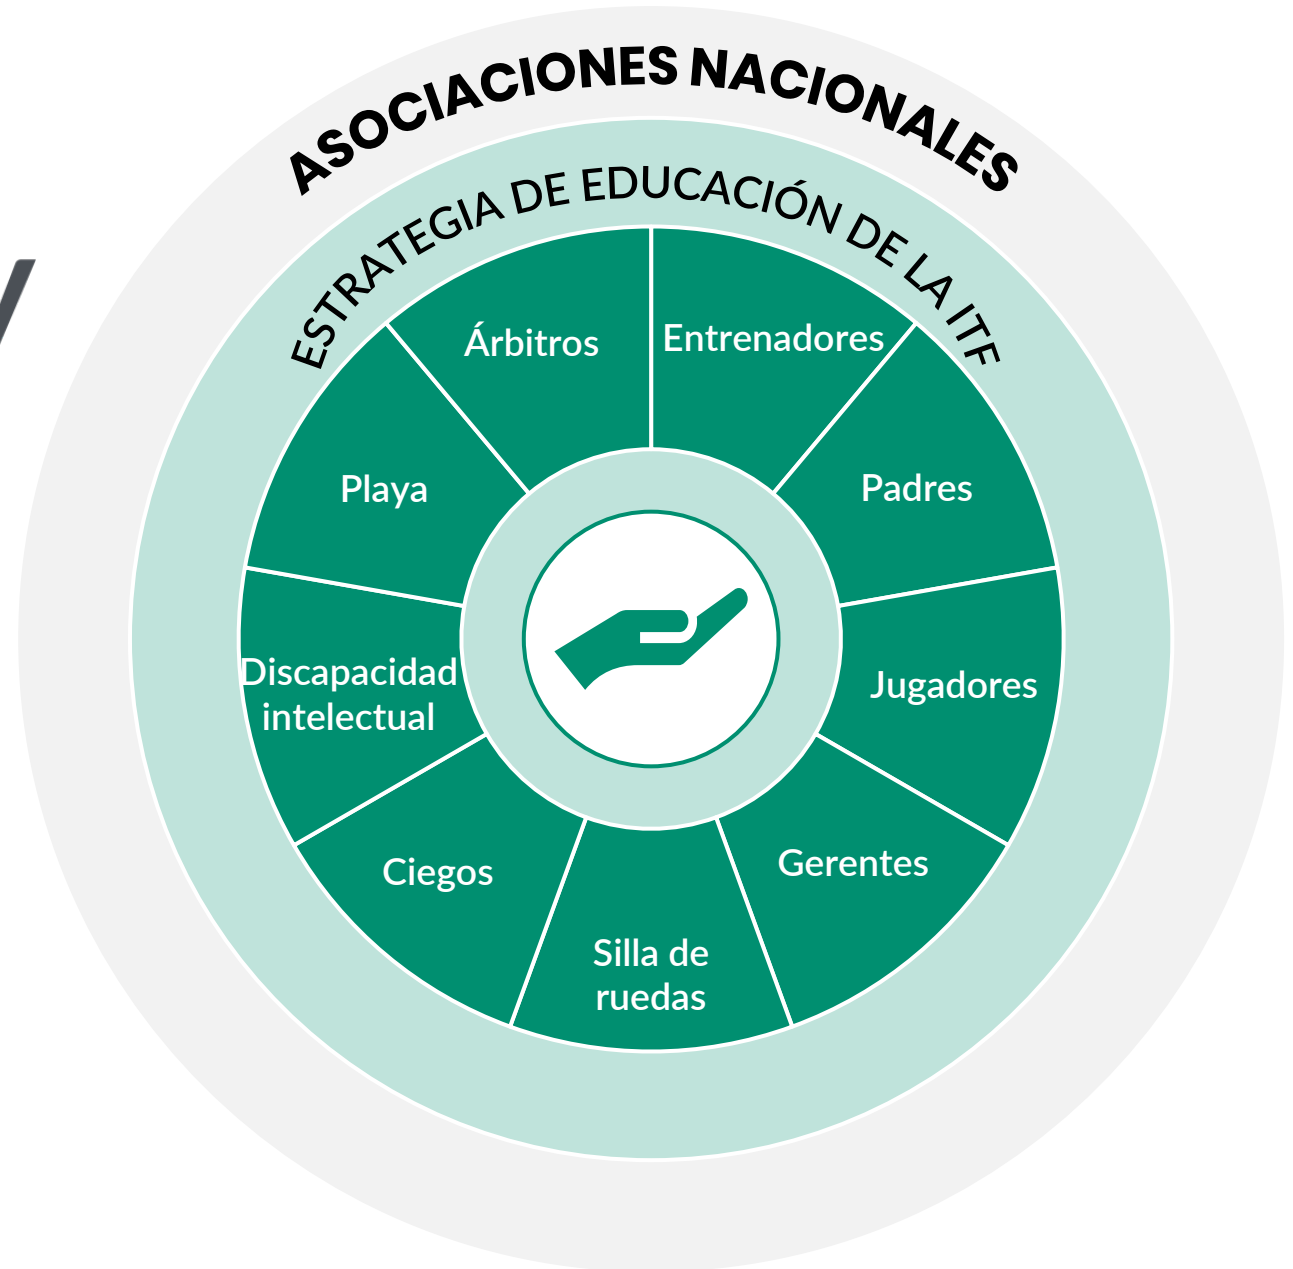 ASOCIACIONES NACIONALES
ESTRATEGIA DE EDUCACIÓN DE LA ITF
Árbitros
Entrenadores
Playa
Padres
Discapacidad
intelectual
Jugadores
Ciegos
Gerentes
Silla de
ruedas